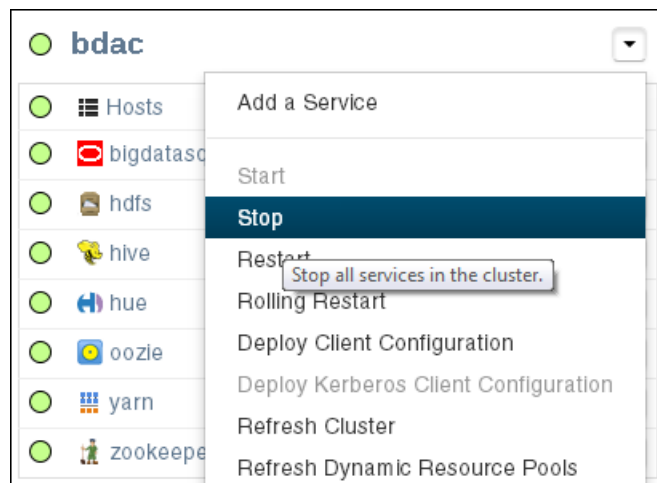 bdac
Hosts
Add a Service
bigdatasq
Start
hdfs
Stop
hive
Restart
Stop all services in the cluster.
hue
Rolling Restart
oozie
Deploy Client Configuration
yarn
Deploy Kerberos Client Configuration
Refresh Cluster
zookeepe
Refresh Dynamic Resource Pools